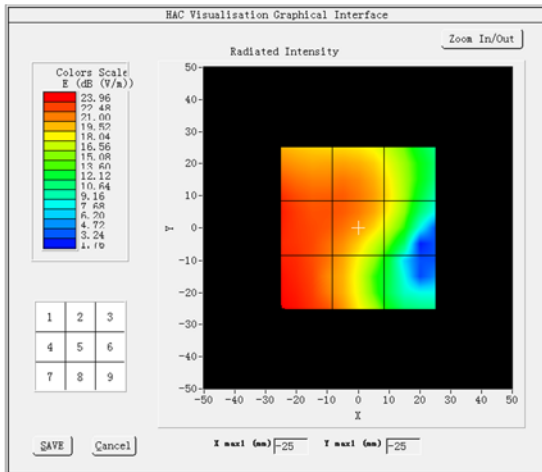 HAC Visualisation Graphical Interface
Zoom In/Out
Radiated Intensity
Colors Scale
E (dB (V/m))
23.96
22.48
21.00
19.52
18.04
16.56
15.08
13.60
12.12
10.64
9.16
7.68
6.20
4.72
3.24
1.76
50
40
30
20
10
0
-10
-20
-30
-40
-50
Y
-50 -40 -30 -20 -10 0 10 20 30 40 50
X
1 2 3
4 5 6
7 8 9
SAVE Cancel
X max1 (mm) -25 Y max1 (mm) -25